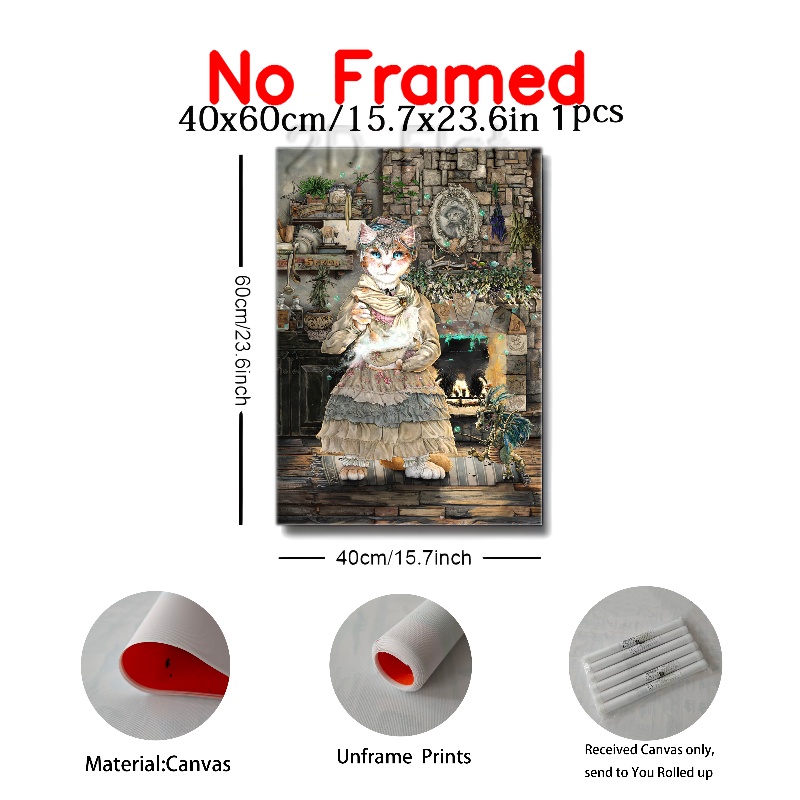 No Framed
40x60cm/15.7x23.6in 1pcs
60cm/23.6inch
40cm/15.7inch
Material:Canvas
Unframe Prints
Received Canvas only,
send to You Rolled up